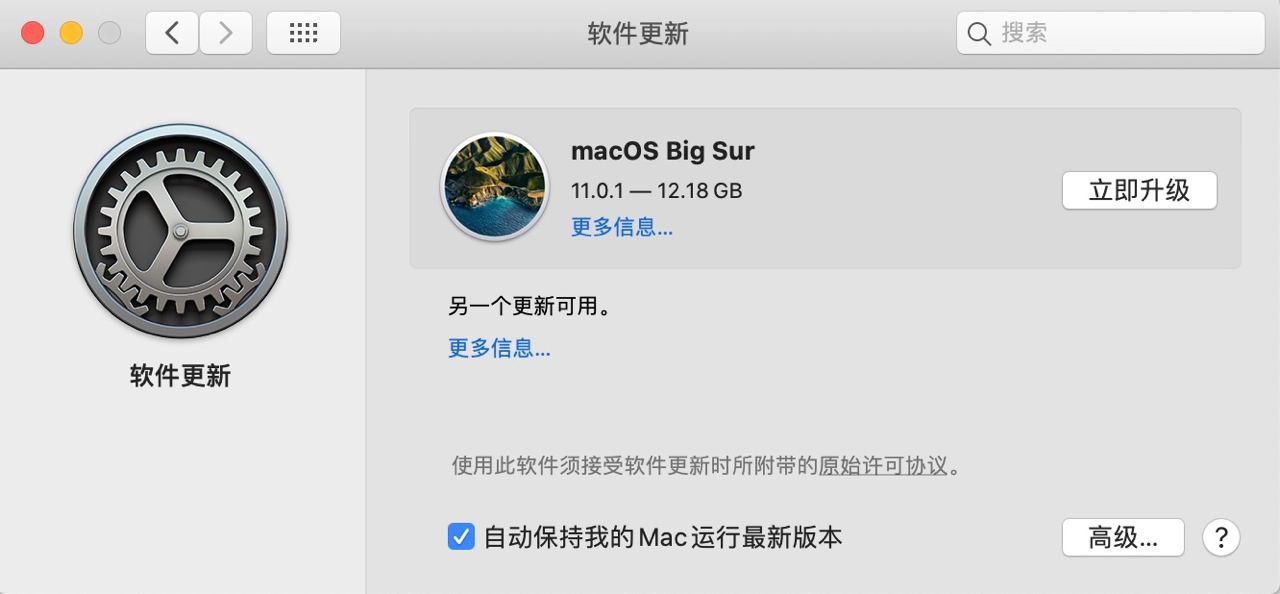 软件更新
搜索
macOS Big Sur
11.0.1 — 12.18 GB
更多信息...
立即升级
另一个更新可用。
更多信息...
软件更新
使用此软件须接受软件更新时所附带的原始许可协议。
自动保持我的Mac运行最新版本
高级...
?